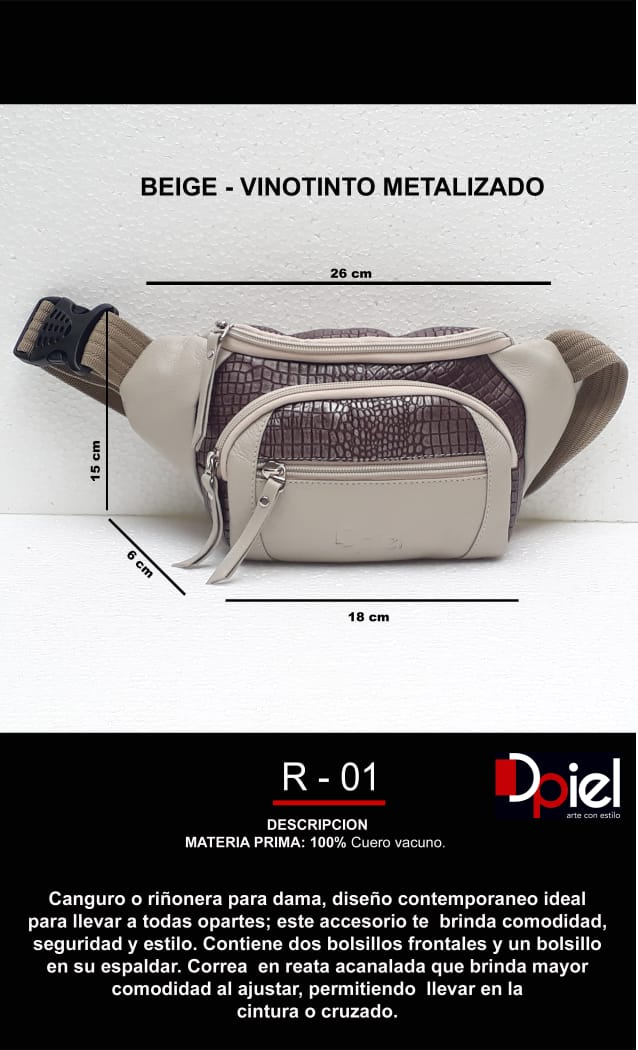 BEIGE - VINOTINTO METALIZADO
26 cm
15 cm
6 cm
18 cm
R - 01
Dpiel
arte con estilo
DESCRIPCION
MATERIA PRIMA: 100% Cuero vacuno.
Canguro o riñonera para dama, diseño contemporaneo ideal
para llevar a todas opartes; este accesorio te brinda comodidad,
seguridad y estilo. Contiene dos bolsillos frontales y un bolsillo
en su espaldar. Correa en reata acanalada que brinda mayor
comodidad al ajustar, permitiendo llevar en la
cintura o cruzado.